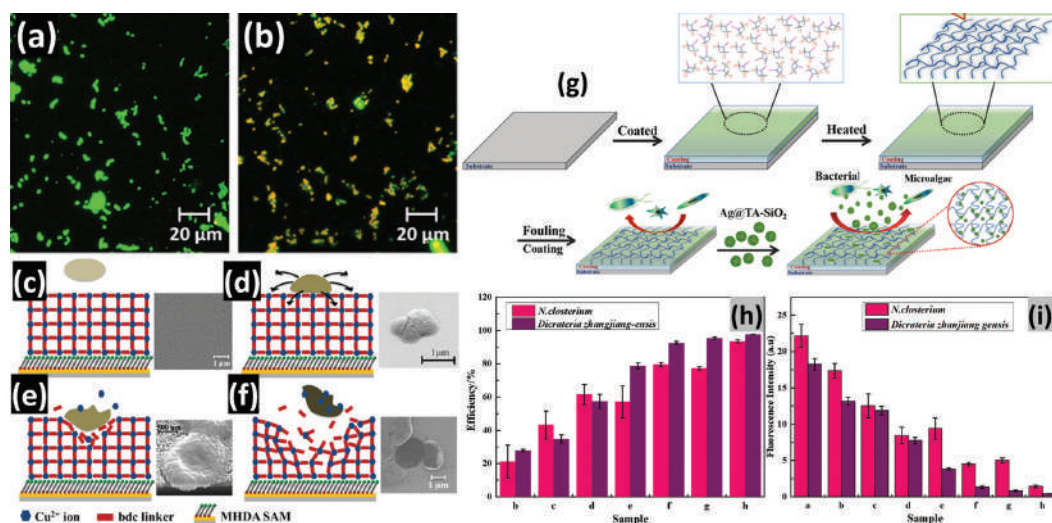 (a)
20 µm
(b)
20 µm
(g)
Substrate
Coated
Coating
Substrate
Heated
Coating
Substrate
Fouling
Coating
Coating
Substrate
Ag@TA-SiO₂
Bacterial
Microalgae
Coating
Substrate
(c)
1 µm
(d)
1 µm
(e)
500 nm
(f)
1 µm
Cu²⁺ ion
bdc linker
MHDA SAM
(h)
N.closterium
Dicrateria zhangjiang-ensis
Efficiency/%
120
100
80
60
40
20
0
b c d e f g h
Sample
(i)
N.closterium
Dicrateria zhanjiang gensis
Fluorescence Intensity (a.u)
25
20
15
10
5
0
a b c d e f g h
Sample